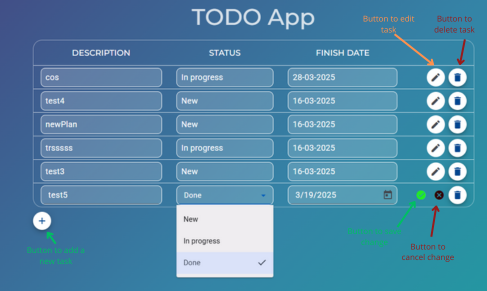 TODO App
Button to edit
task
Button to
delete task
DESCRIPTION STATUS FINISH DATE
cos In progress 28-03-2025
test4 New 16-03-2025
newPlan New 16-03-2025
trsssss In progress 16-03-2025
test3 New 16-03-2025
test5 Done 3/19/2025
New
In progress
Done
Button to add a
new task
change
Button to
cancel change